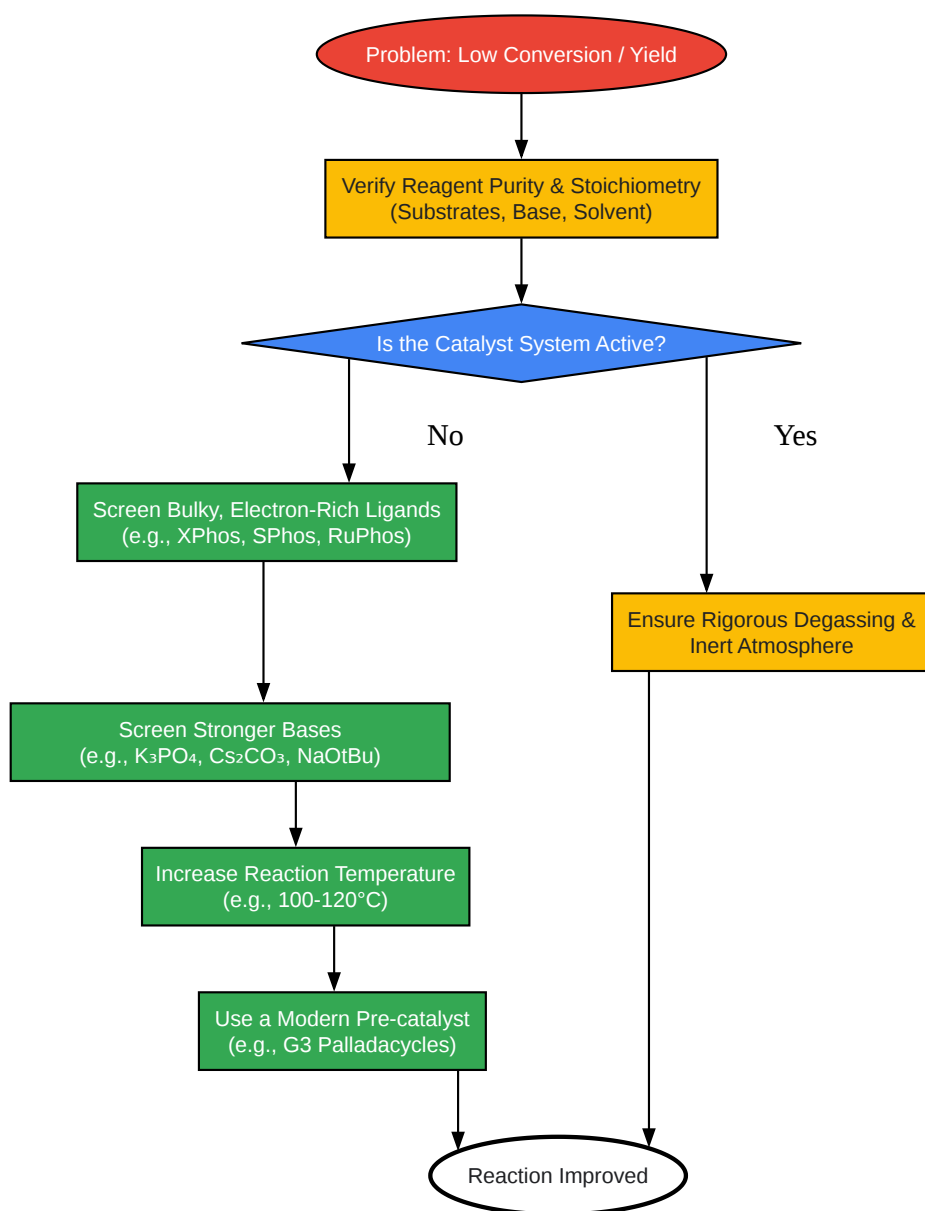 Problem: Low Conversion / Yield
Verify Reagent Purity & Stoichiometry
(Substrates, Base, Solvent)
Is the Catalyst System Active?
No
Yes
Screen Bulky, Electron-Rich Ligands
(e.g., XPhos, SPhos, RuPhos)
Ensure Rigorous Degassing &
Inert Atmosphere
Screen Stronger Bases
(e.g., K₃PO₄, Cs₂CO₃, NaOtBu)
Increase Reaction Temperature
(e.g., 100-120°C)
Use a Modern Pre-catalyst
(e.g., G3 Palladacycles)
Reaction Improved